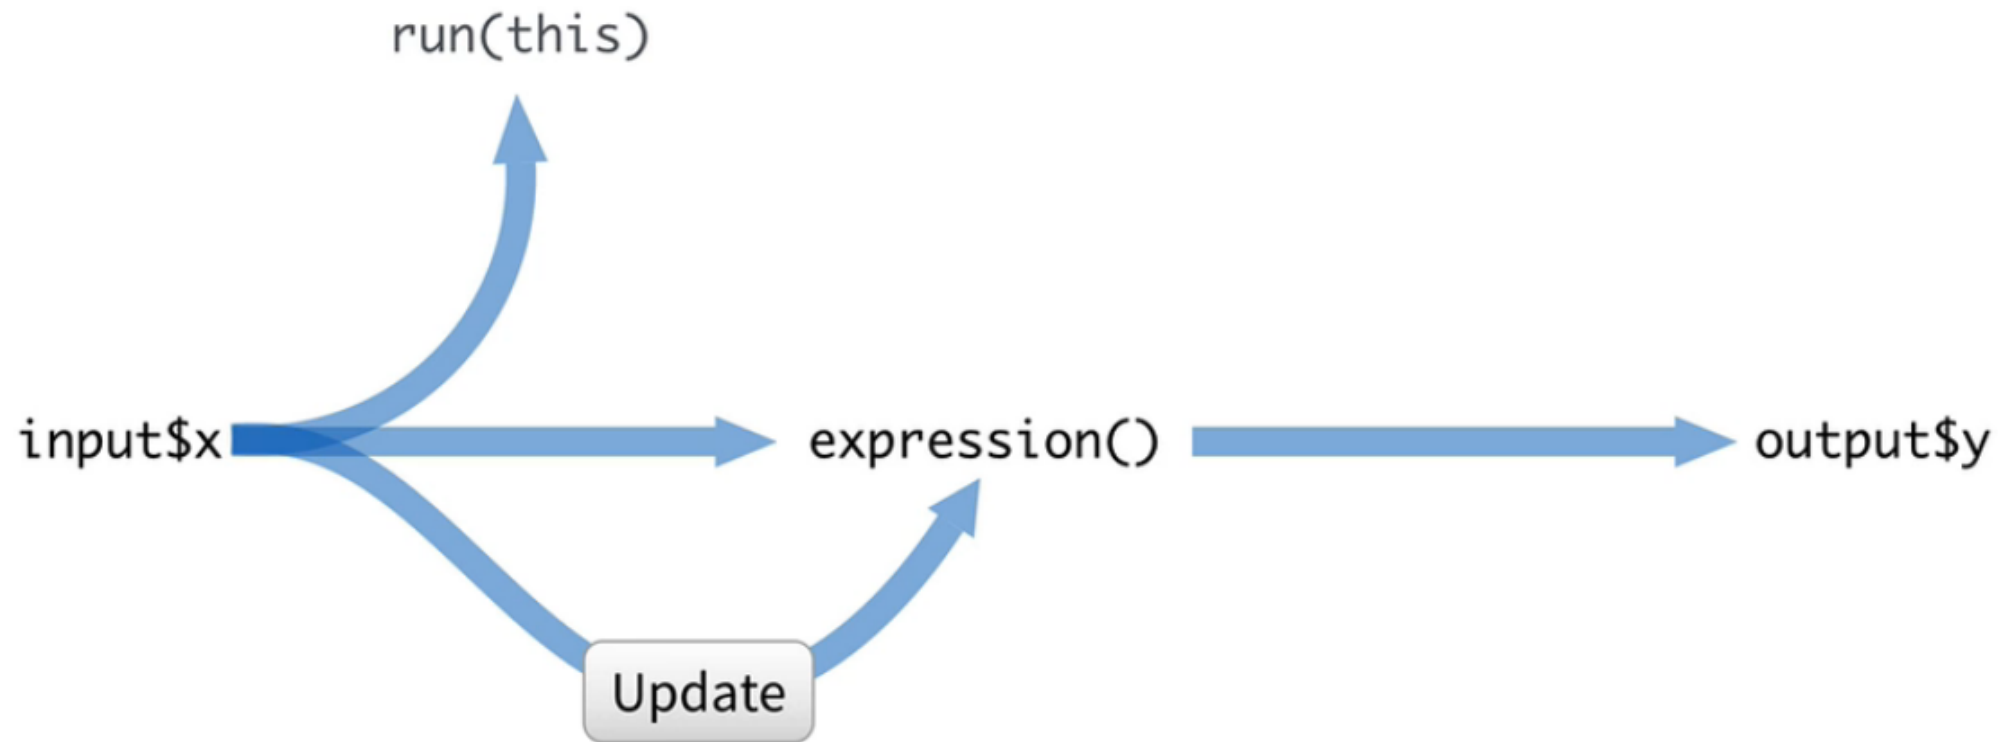 run(this)
input$x
expression()
output$y
Update